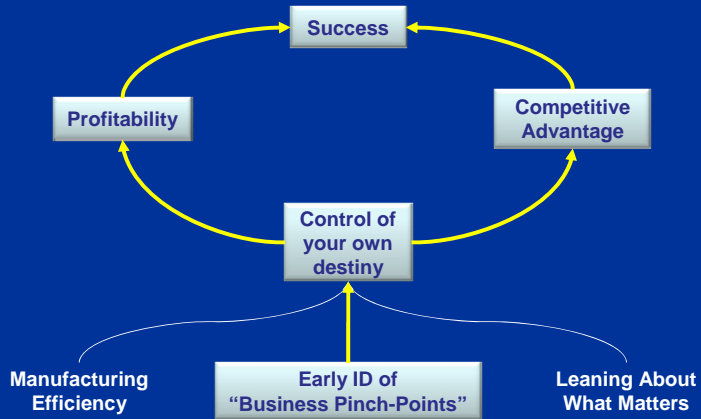 Success
Profitability
Competitive
Advantage
Control of
your own
destiny
Manufacturing
Efficiency
Early ID of
“Business Pinch-Points”
Leaning About
What Matters